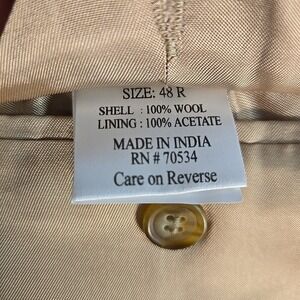 SIZE: 48 R
SHELL : 100% WOOL
LINING : 100% ACETATE
MADE IN INDIA
RN # 70534
Care on Reverse